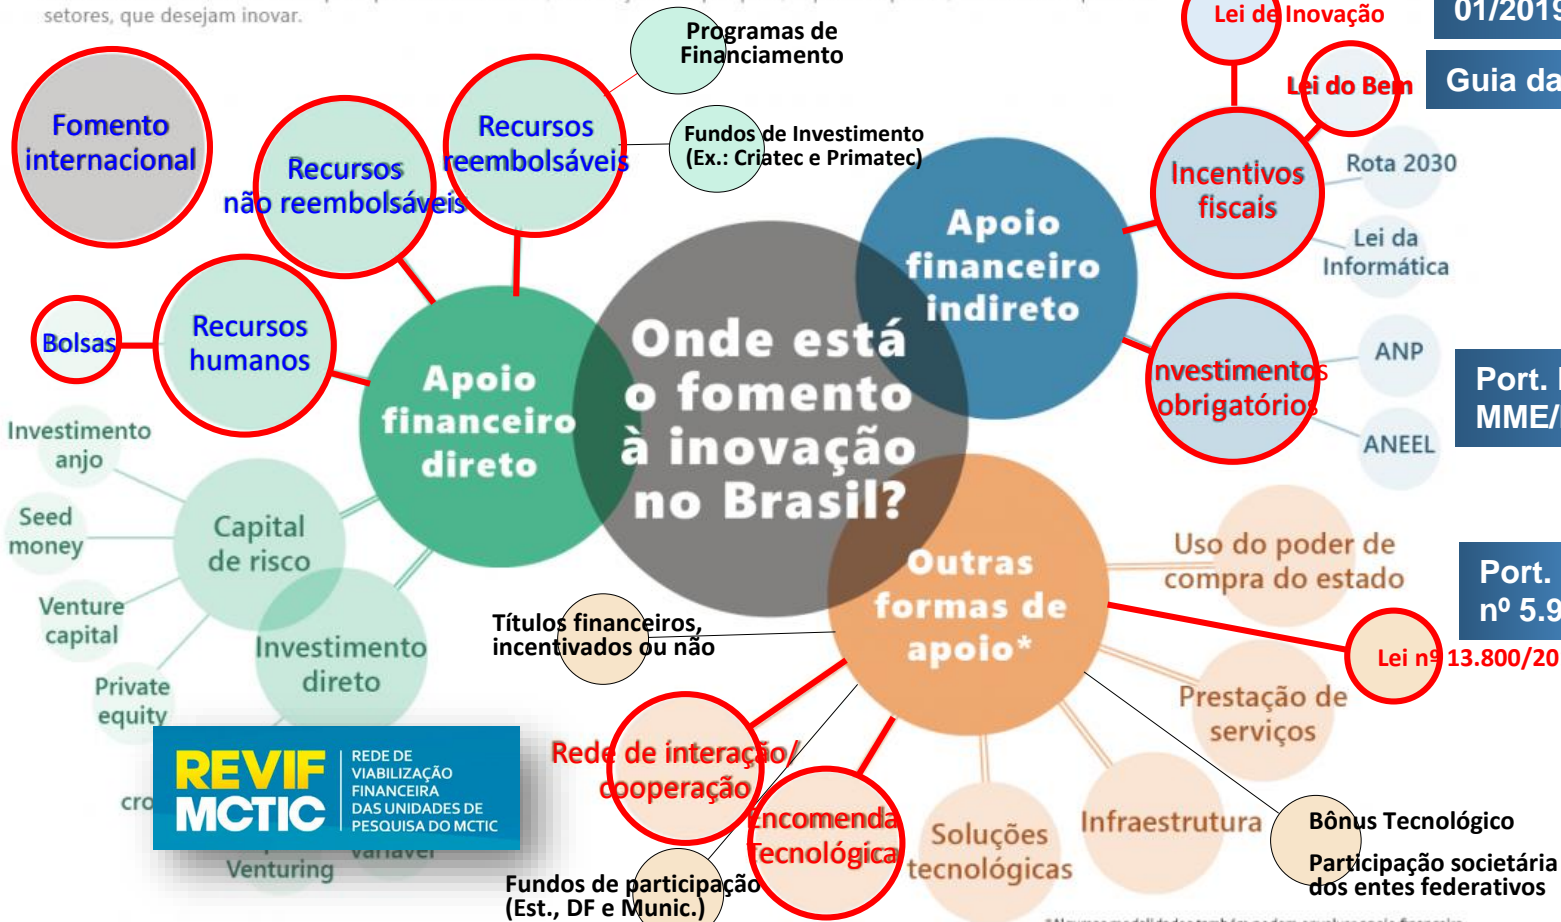 setores, que desejam inovar.
Lei de Inovação
01/2019
Programas de
Financiamento
Lei do Bem
Guia da
Fomento
internacional
Recursos
não reembolsáveis
Recursos
reembolsáveis
Fundos de Investimento
(Ex.: Criatec e Primatec)
Incentivos
fiscais
Rota 2030
Lei da
Informática
Apoio
financeiro
indireto
Bolsas
Recursos
humanos
Apoio
financeiro
direto
Onde está
o fomento
à inovação
no Brasil?
nvestimentos
obrigatórios
ANP
ANEEL
Port.
MME/
Investimento
anjo
Seed
money
Venture
capital
Private
equity
Capital
de risco
Investimento
direto
cro
Venturing
variável
REVIF
MCTIC
REDE DE
VIABILIZAÇÃO
FINANCEIRA
DAS UNIDADES DE
PESQUISA DO MCTIC
Outras
formas de
apoio*
Uso do poder de
compra do estado
Port.
nº 5.9
Lei nº 13.800/20
Títulos financeiros,
incentivados ou não
Prestação de
serviços
Rede de interação/
cooperação
Encomenda
Tecnológica
Soluções
tecnológicas
Infraestrutura
Bônus Tecnológico
Participação societária
dos entes federativos
Fundos de participação
(Est., DF e Munic.)